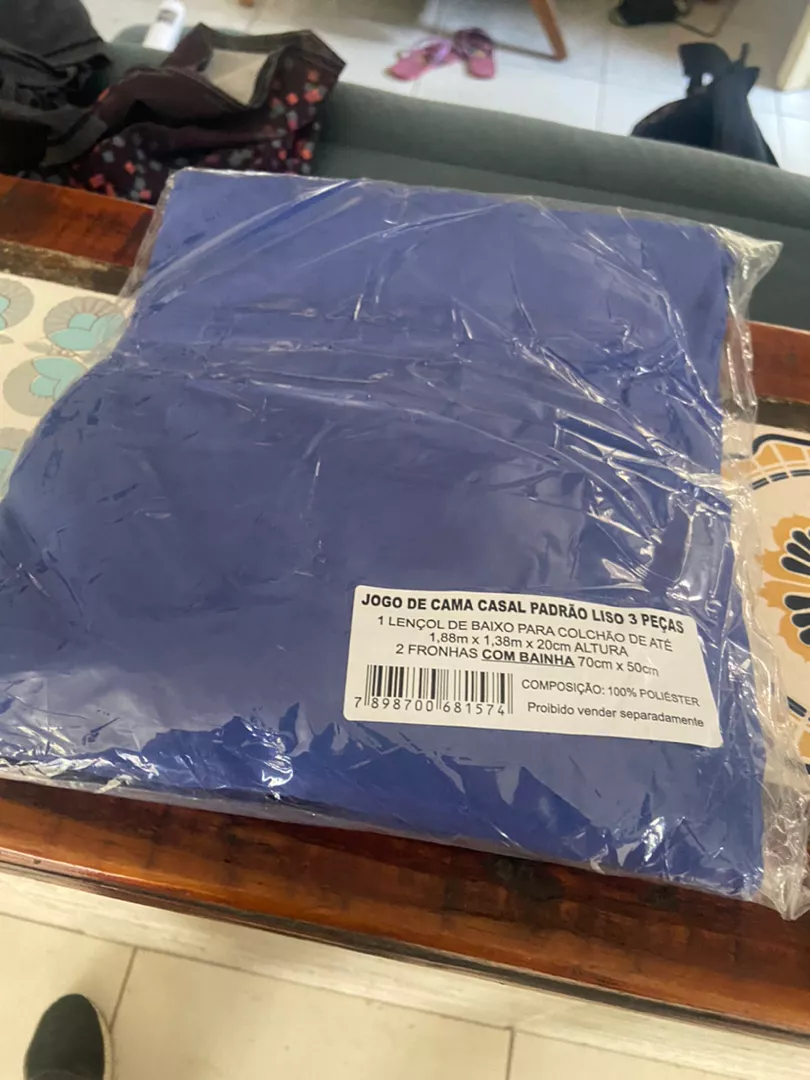 JOGO DE CAMA CASAL PADRÃO LISO 3 PEÇAS
1 LENÇOL DE BAIXO PARA COLCHÃO DE ATÉ
1,88m x 1,38m x 20cm ALTURA
2 FRONHAS COM BAINHA 70cm x 50cm
COMPOSIÇÃO: 100% POLIÉSTER
7 898700 681574
Proibido vender separadamente